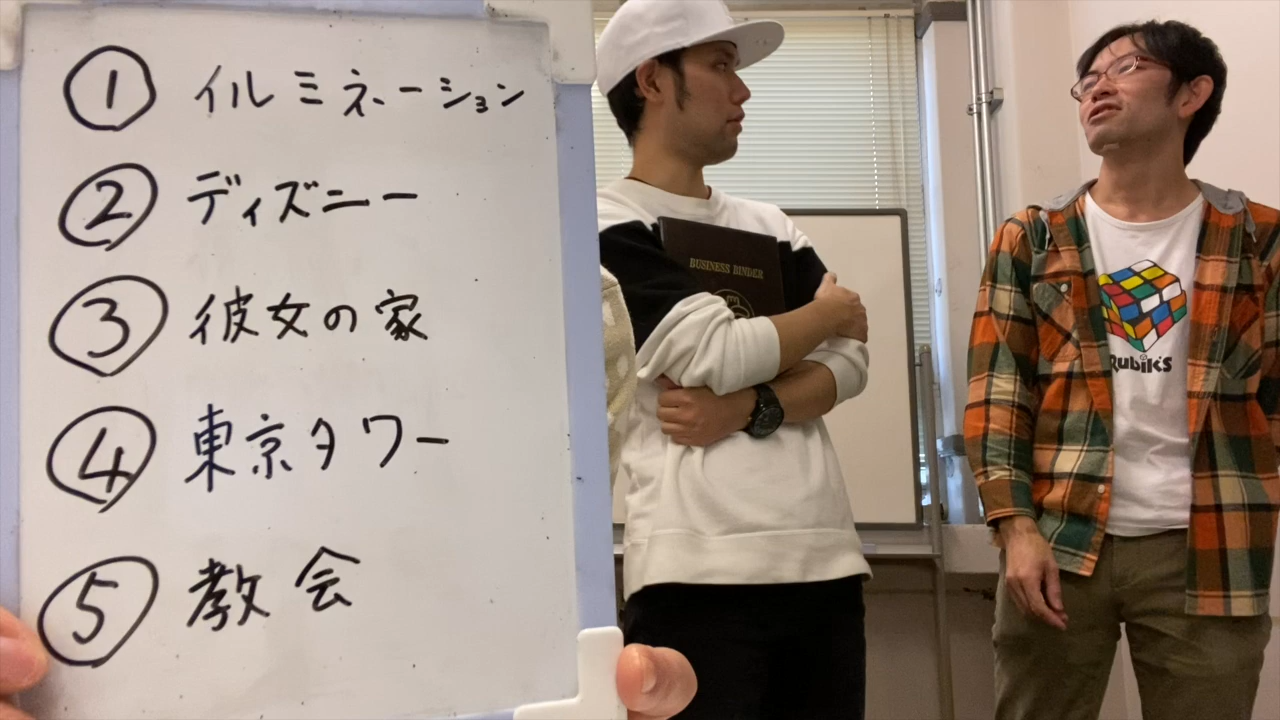 ① イルミネーション
② ディズニー
③ 彼女の家
④ 東京タワー
⑤ 教会
BUSINESS BINDER
Rubik's